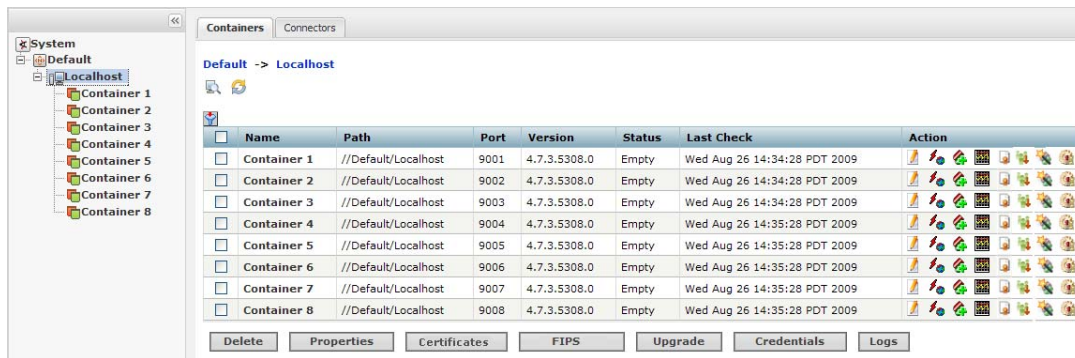 System
Default
Localhost
Container 1
Container 2
Container 3
Container 4
Container 5
Container 6
Container 7
Container 8
Containers Connectors
Default -> Localhost
Name Path Port Version Status Last Check Action
Container 1 //Default/Localhost 9001 4.7.3.5308.0 Empty Wed Aug 26 14:34:28 PDT 2009
Container 2 //Default/Localhost 9002 4.7.3.5308.0 Empty Wed Aug 26 14:34:28 PDT 2009
Container 3 //Default/Localhost 9003 4.7.3.5308.0 Empty Wed Aug 26 14:34:28 PDT 2009
Container 4 //Default/Localhost 9004 4.7.3.5308.0 Empty Wed Aug 26 14:35:28 PDT 2009
Container 5 //Default/Localhost 9005 4.7.3.5308.0 Empty Wed Aug 26 14:35:28 PDT 2009
Container 6 //Default/Localhost 9006 4.7.3.5308.0 Empty Wed Aug 26 14:35:28 PDT 2009
Container 7 //Default/Localhost 9007 4.7.3.5308.0 Empty Wed Aug 26 14:35:28 PDT 2009
Container 8 //Default/Localhost 9008 4.7.3.5308.0 Empty Wed Aug 26 14:35:28 PDT 2009
Delete Properties Certificates FIPS Upgrade Credentials Logs